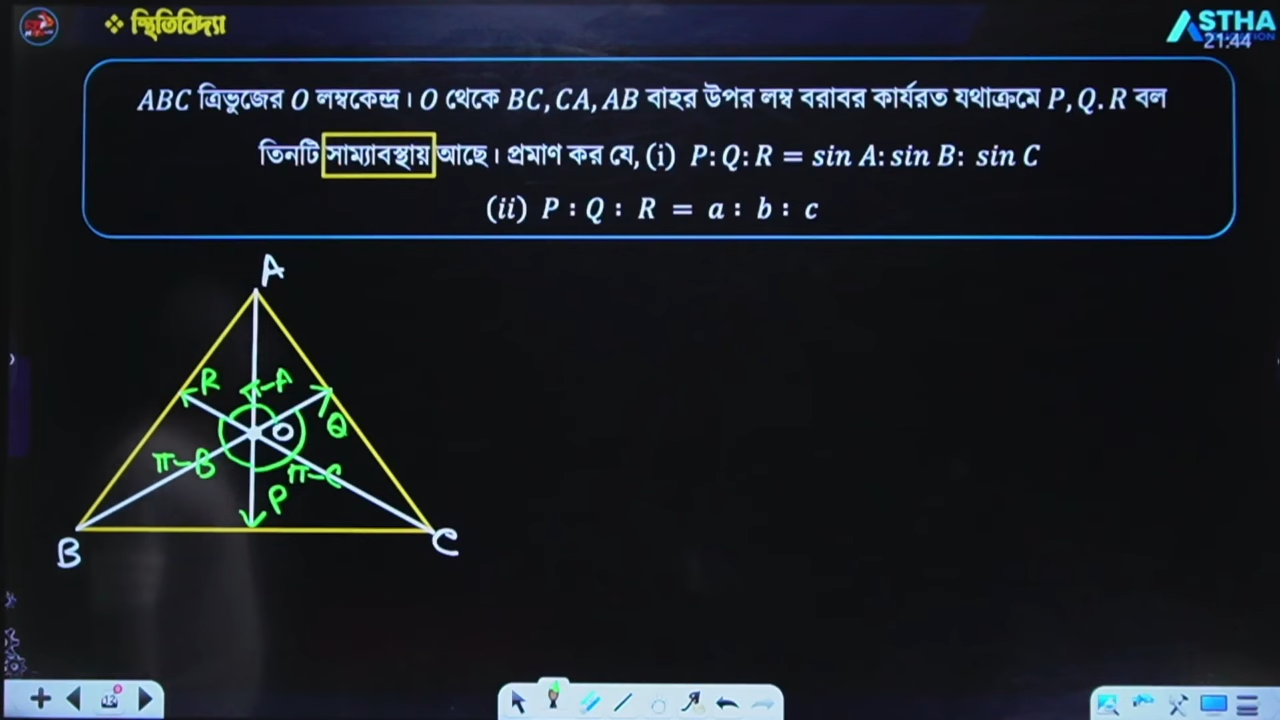 ❖ স্থিতিবিদ্যা
ASTHA
21:44
ABC ত্রিভুজের O লম্বকেন্দ্র। O থেকে BC, CA, AB বাহুর উপর লম্ব বরাবর কার্যরত যথাক্রমে P, Q. R বল
তিনটি সাম্যাবস্থায় আছে। প্রমাণ কর যে, (i) P: Q: R = sin A: sin B: sin C
(ii) P : Q : R = a : b : c
A
R
π-A
O
Q
π-B
π-C
P
B
C